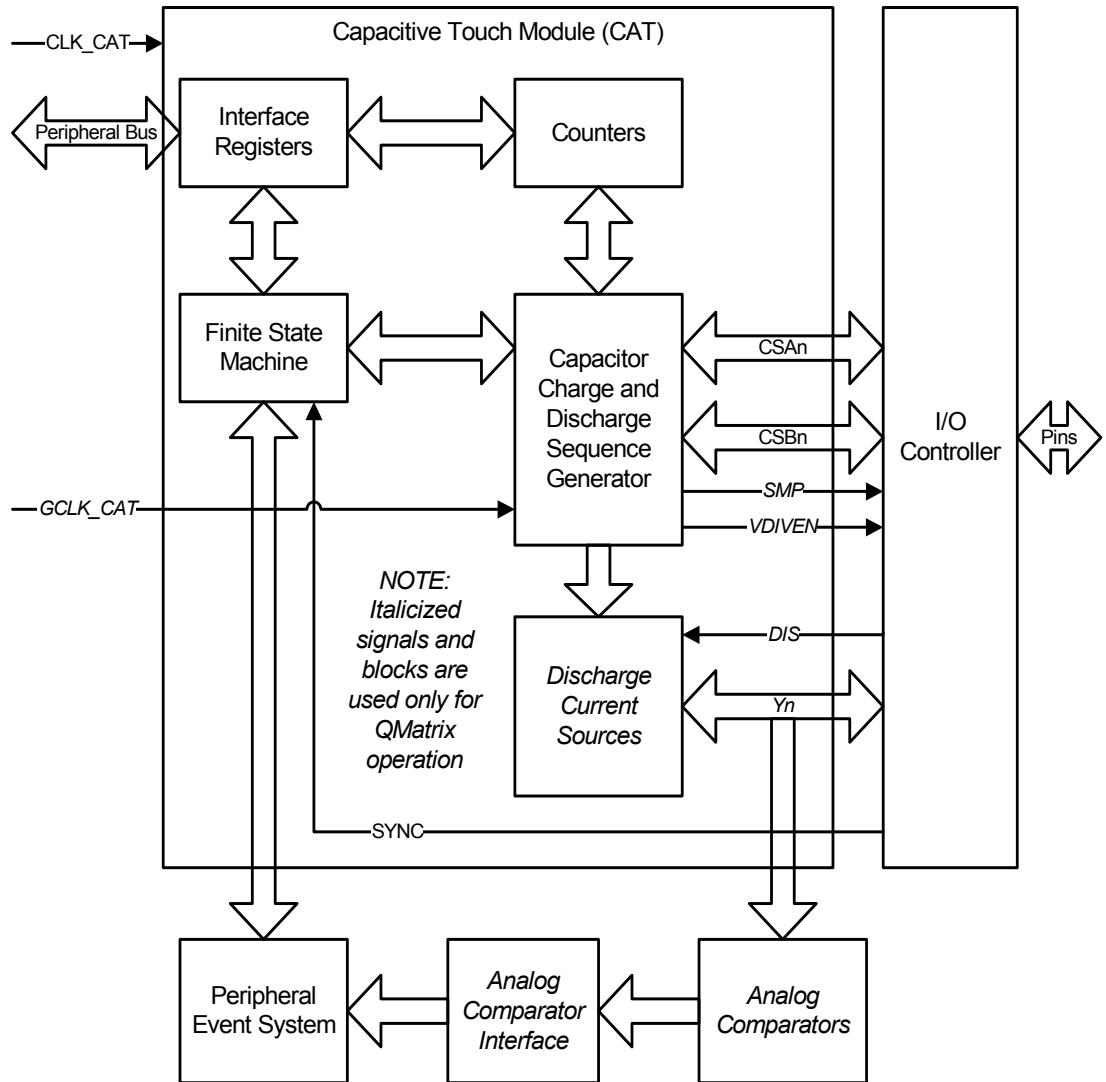 Capacitive Touch Module (CAT)
CLK_CAT
Peripheral Bus
Interface
Registers
Counters
Finite State
Machine
Capacitor
Charge and
Discharge
Sequence
Generator
CSAn
CSBn
SMP
VDIVEN
I/O
Controller
Pins
GCLK_CAT
NOTE:
Italicized
signals and
blocks are
used only for
QMatrix
operation
Discharge
Current
Sources
DIS
Yn
SYNC
Peripheral
Event System
Analog
Comparator
Interface
Analog
Comparators